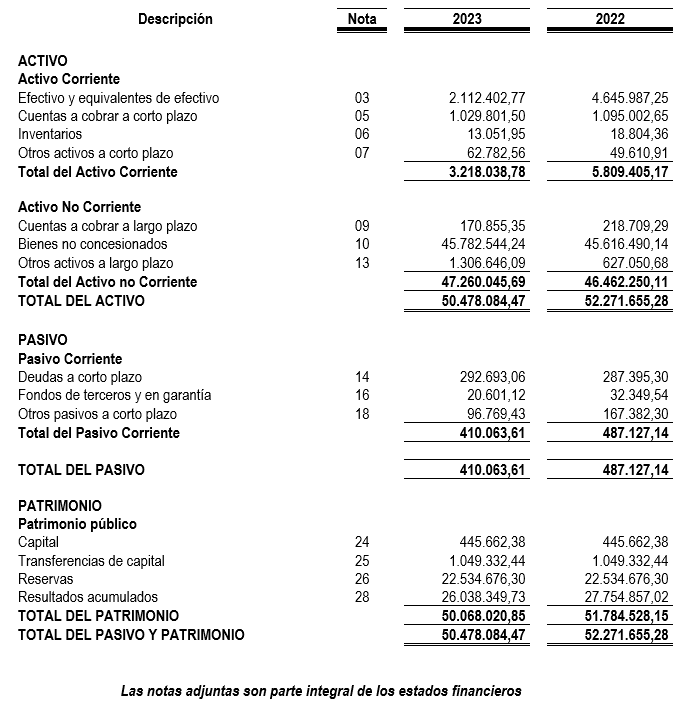 Descripción Nota 2023 2022
ACTIVO
Activo Corriente
Efectivo y equivalentes de efectivo 03 2.112.402,77 4.645.987,25
Cuentas a cobrar a corto plazo 05 1.029.801,50 1.095.002,65
Inventarios 06 13.051,95 18.804,36
Otros activos a corto plazo 07 62.782,56 49.610,91
Total del Activo Corriente 3.218.038,78 5.809.405,17
Activo No Corriente
Cuentas a cobrar a largo plazo 09 170.855,35 218.709,29
Bienes no concesionados 10 45.782.544,24 45.616.490,14
Otros activos a largo plazo 13 1.306.646,09 627.050,68
Total del Activo no Corriente 47.260.045,69 46.462.250,11
TOTAL DEL ACTIVO 50.478.084,47 52.271.655,28
PASIVO
Pasivo Corriente
Deudas a corto plazo 14 292.693,06 287.395,30
Fondos de terceros y en garantía 16 20.601,12 32.349,54
Otros pasivos a corto plazo 18 96.769,43 167.382,30
Total del Pasivo Corriente 410.063,61 487.127,14
TOTAL DEL PASIVO 410.063,61 487.127,14
PATRIMONIO
Patrimonio público
Capital 24 445.662,38 445.662,38
Transferencias de capital 25 1.049.332,44 1.049.332,44
Reservas 26 22.534.676,30 22.534.676,30
Resultados acumulados 28 26.038.349,73 27.754.857,02
TOTAL DEL PATRIMONIO 50.068.020,85 51.784.528,15
TOTAL DEL PASIVO Y PATRIMONIO 50.478.084,47 52.271.655,28
Las notas adjuntas son parte integral de los estados financieros